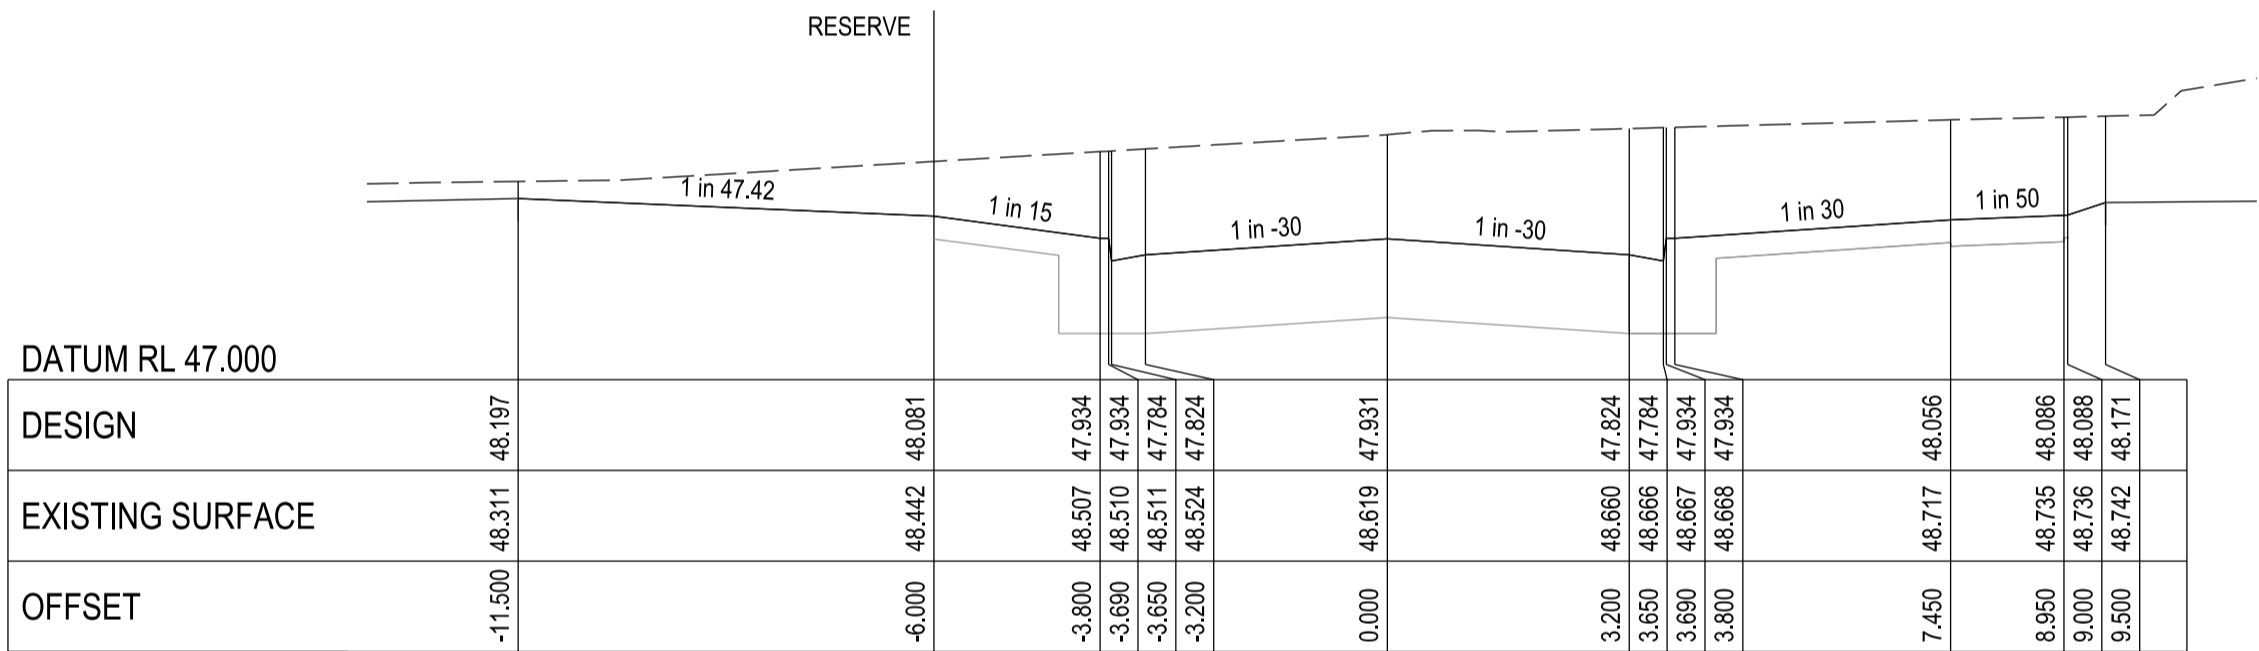 RESERVE
1 in 47.42
1 in 15
1 in -30
1 in -30
1 in 30
1 in 50
DATUM RL 47.000
DESIGN 48.197 48.081 47.934 47.934 47.784 47.824 47.931 47.824 47.784 47.934 47.934 48.056 48.086 48.088 48.171
EXISTING SURFACE 48.311 48.442 48.507 48.510 48.511 48.524 48.619 48.660 48.666 48.667 48.668 48.717 48.735 48.736 48.742
OFFSET -11.500 -6.000 -3.800 -3.690 -3.650 -3.200 0.000 3.200 3.650 3.690 3.800 7.450 8.950 9.000 9.500